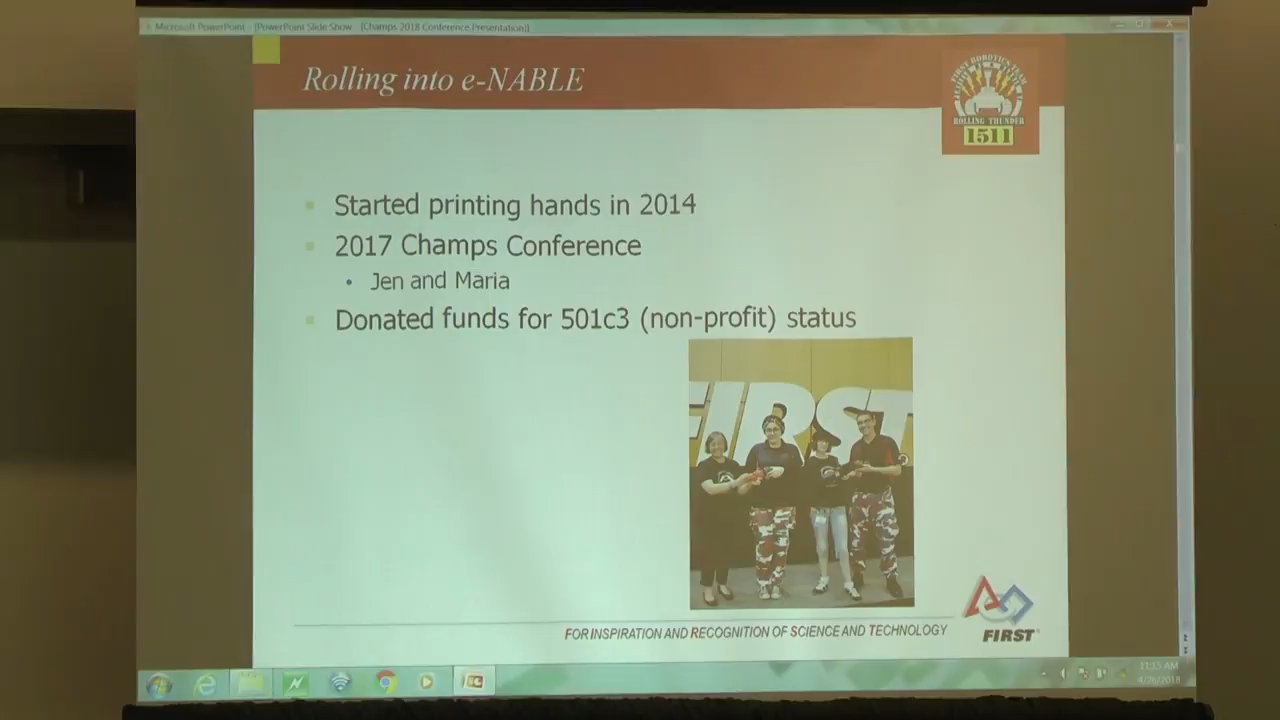 Microsoft PowerPoint - [PowerPoint Slide Show - [Champs 2018 Conference Presentation]]
Rolling into e-NABLE
FIRST ROBOTICS TEAM
ROLLING THUNDER
1511
Started printing hands in 2014
2017 Champs Conference
Jen and Maria
Donated funds for 501c3 (non-profit) status
FIRST
FOR INSPIRATION AND RECOGNITION OF SCIENCE AND TECHNOLOGY
FIRST
11:15 AM
4/26/2018